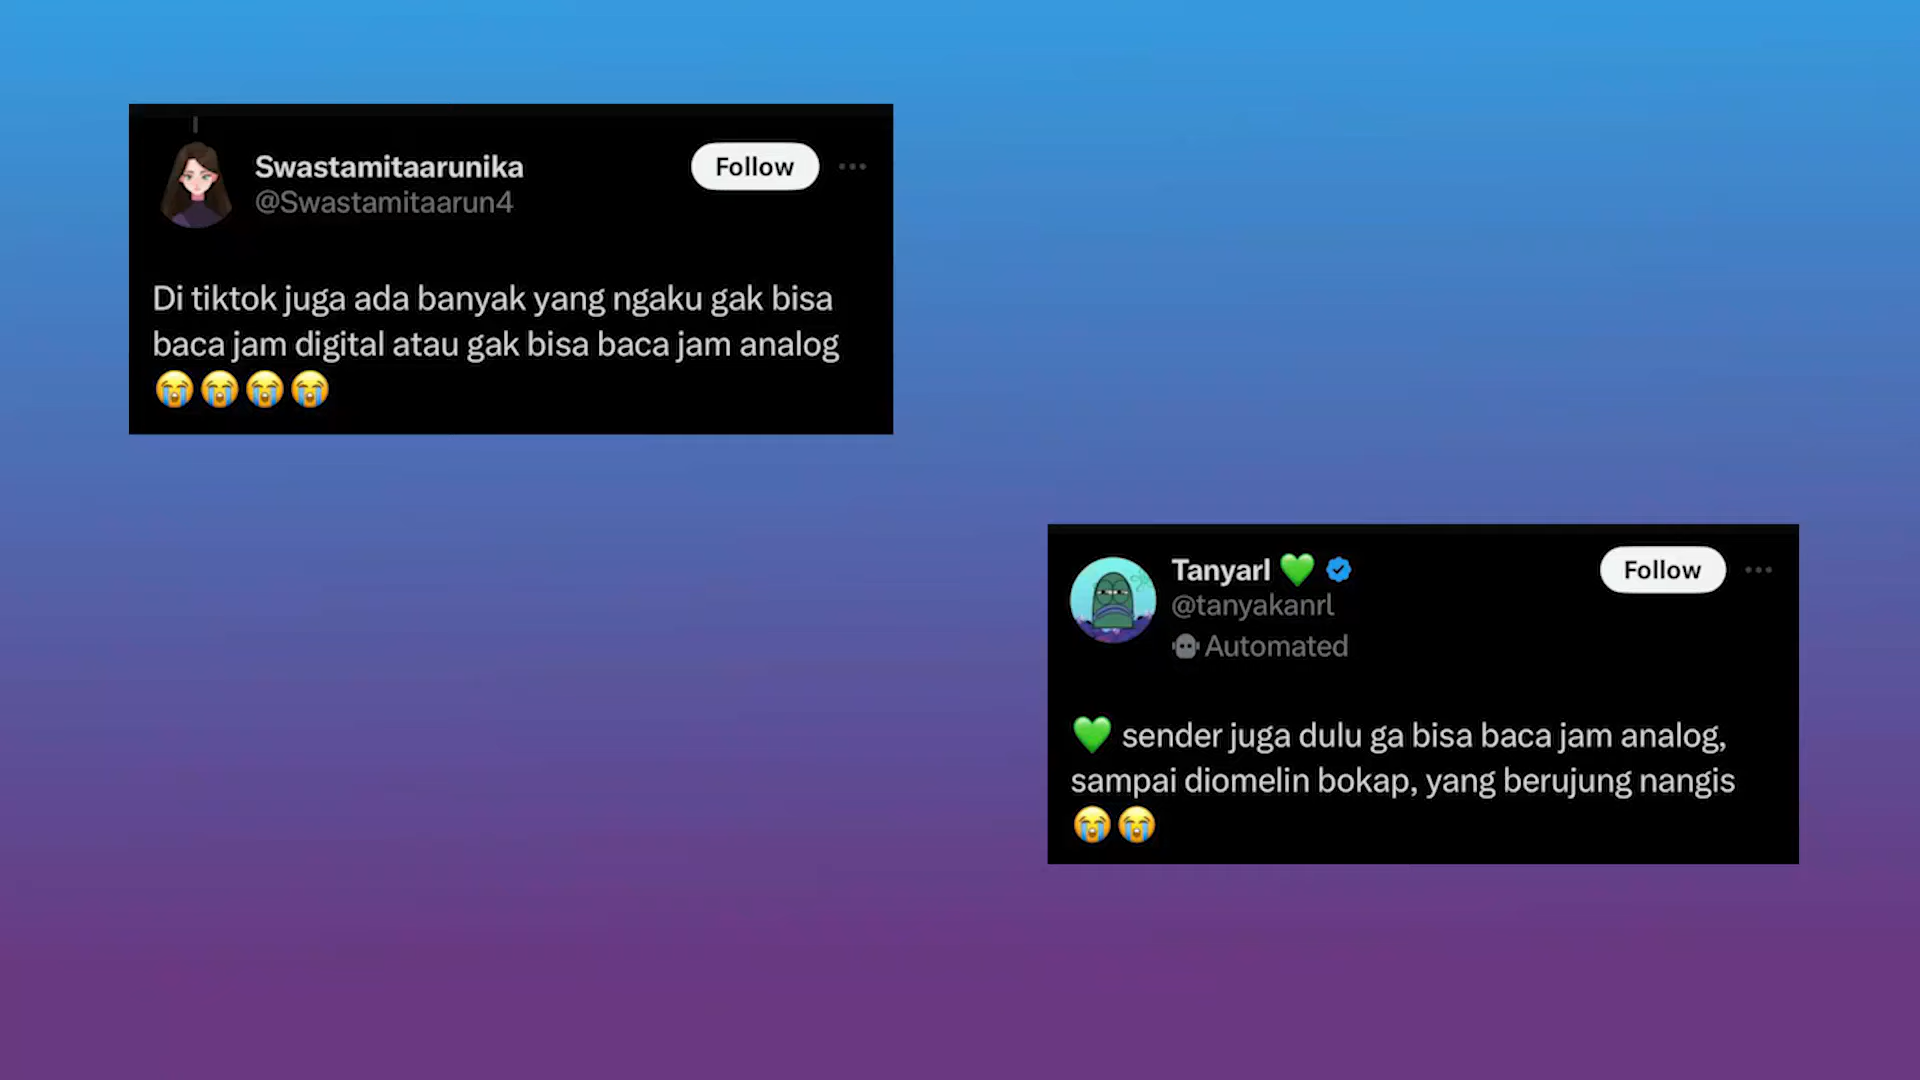 Swastamitaarunika
@Swastamitaarun4
Follow
Di tiktok juga ada banyak yang ngaku gak bisa
baca jam digital atau gak bisa baca jam analog
😭😭😭😭
Tanyarl 💚
@tanyakanrl
Automated
Follow
💚 sender juga dulu ga bisa baca jam analog,
sampai diomelin bokap, yang berujung nangis
😭😭